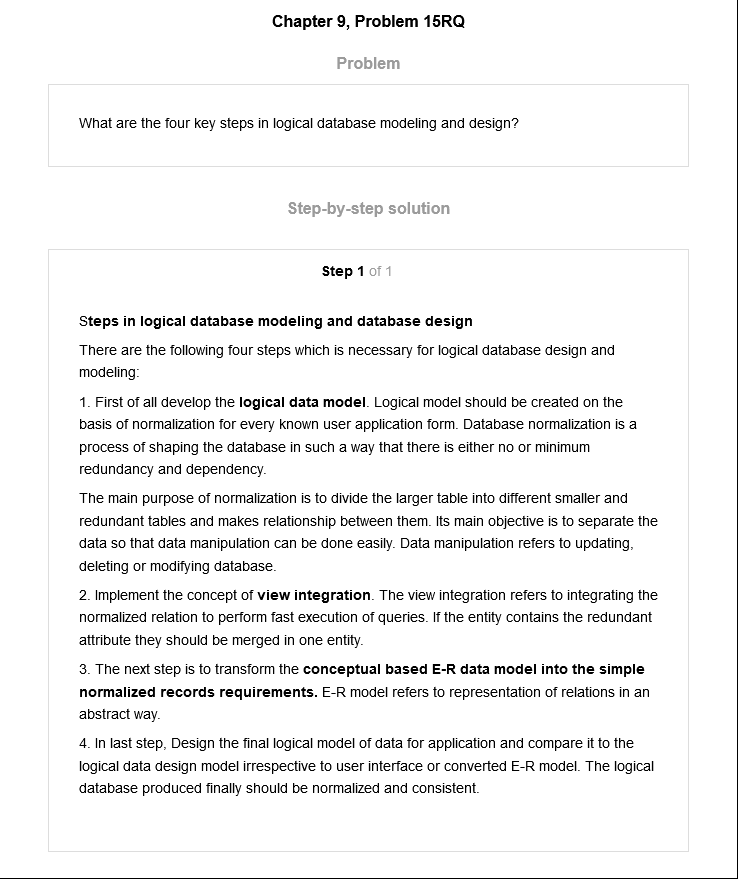 Chapter 9, Problem 15RQ
Problem
What are the four key steps in logical database modeling and design?
Step-by-step solution
Step 1 of 1
Steps in logical database modeling and database design
There are the following four steps which is necessary for logical database design and
modeling:
1. First of all develop the logical data model. Logical model should be created on the
basis of normalization for every known user application form. Database normalization is a
process of shaping the database in such a way that there is either no or minimum
redundancy and dependency.
The main purpose of normalization is to divide the larger table into different smaller and
redundant tables and makes relationship between them. Its main objective is to separate the
data so that data manipulation can be done easily. Data manipulation refers to updating,
deleting or modifying database.
2. Implement the concept of view integration. The view integration refers to integrating the
normalized relation to perform fast execution of queries. If the entity contains the redundant
attribute they should be merged in one entity.
3. The next step is to transform the conceptual based E-R data model into the simple
normalized records requirements. E-R model refers to representation of relations in an
abstract way.
4. In last step, Design the final logical model of data for application and compare it to the
logical data design model irrespective to user interface or converted E-R model. The logical
database produced finally should be normalized and consistent.